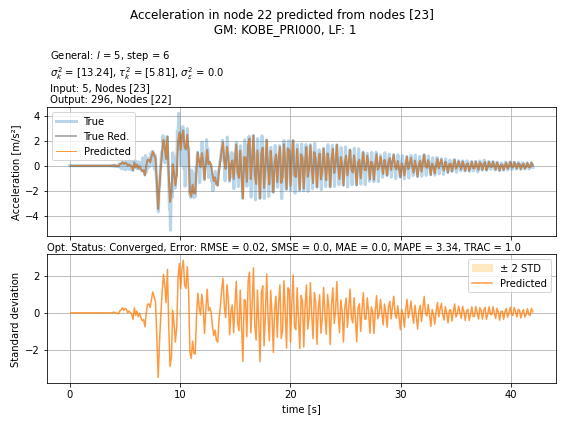 Acceleration in node 22 predicted from nodes [23]
GM: KOBE_PRI000, LF: 1
General: l = 5, step = 6
σ²ₖ = [13.24], τ²ₖ = [5.81], σ²ε = 0.0
Input: 5, Nodes [23]
Output: 296, Nodes [22]
Acceleration [m/s²]
4
2
0
−2
−4
True
True Red.
Predicted
Opt. Status: Converged, Error: RMSE = 0.02, SMSE = 0.0, MAE = 0.0, MAPE = 3.34, TRAC = 1.0
Standard deviation
2
0
−2
± 2 STD
Predicted
0 10 20 30 40
time [s]